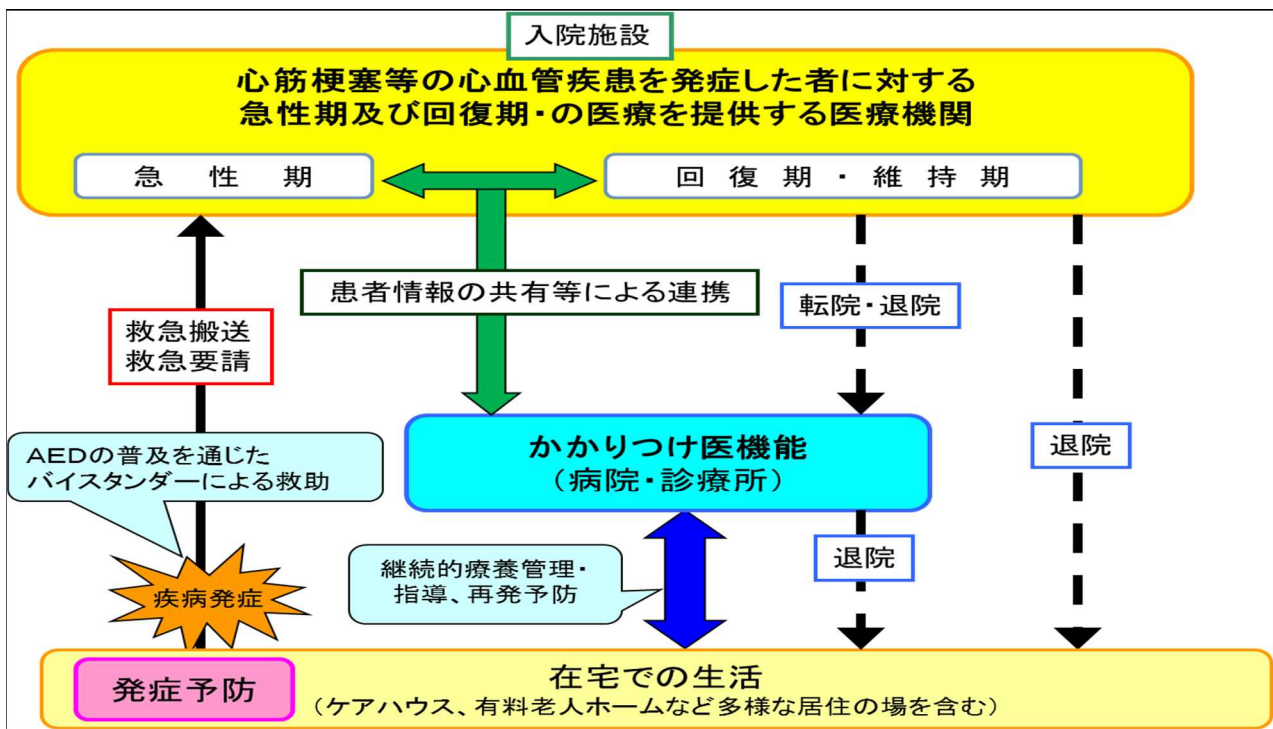 入院施設
心筋梗塞等の心血管疾患を発症した者に対する
急性期及び回復期・の医療を提供する医療機関
急性期
回復期・維持期
患者情報の共有等による連携
転院・退院
救急搬送
救急要請
退院
AEDの普及を通じた
バイスタンダーによる救助
かかりつけ医機能
（病院・診療所）
退院
継続的療養管理・
指導、再発予防
疾病発症
発症予防
在宅での生活
（ケアハウス、有料老人ホームなど多様な居住の場を含む）